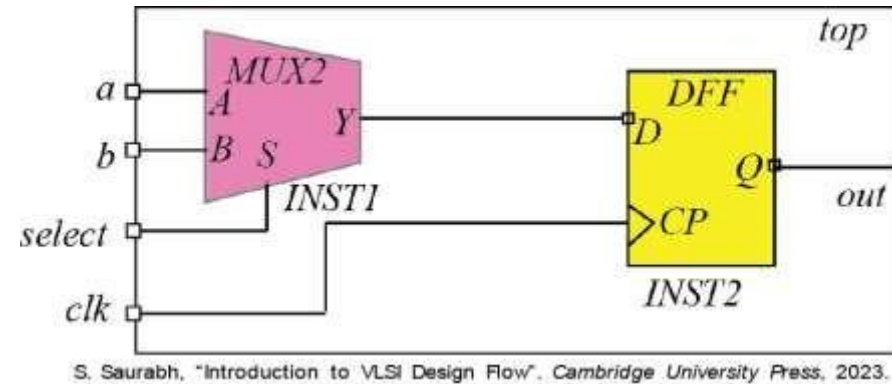 top
MUX2
DFF
a
A
Y
D
b
B
S
Q
INST1
out
select
CP
INST2
clk
S. Saurabh, "Introduction to VLSI Design Flow". Cambridge University Press, 2023.